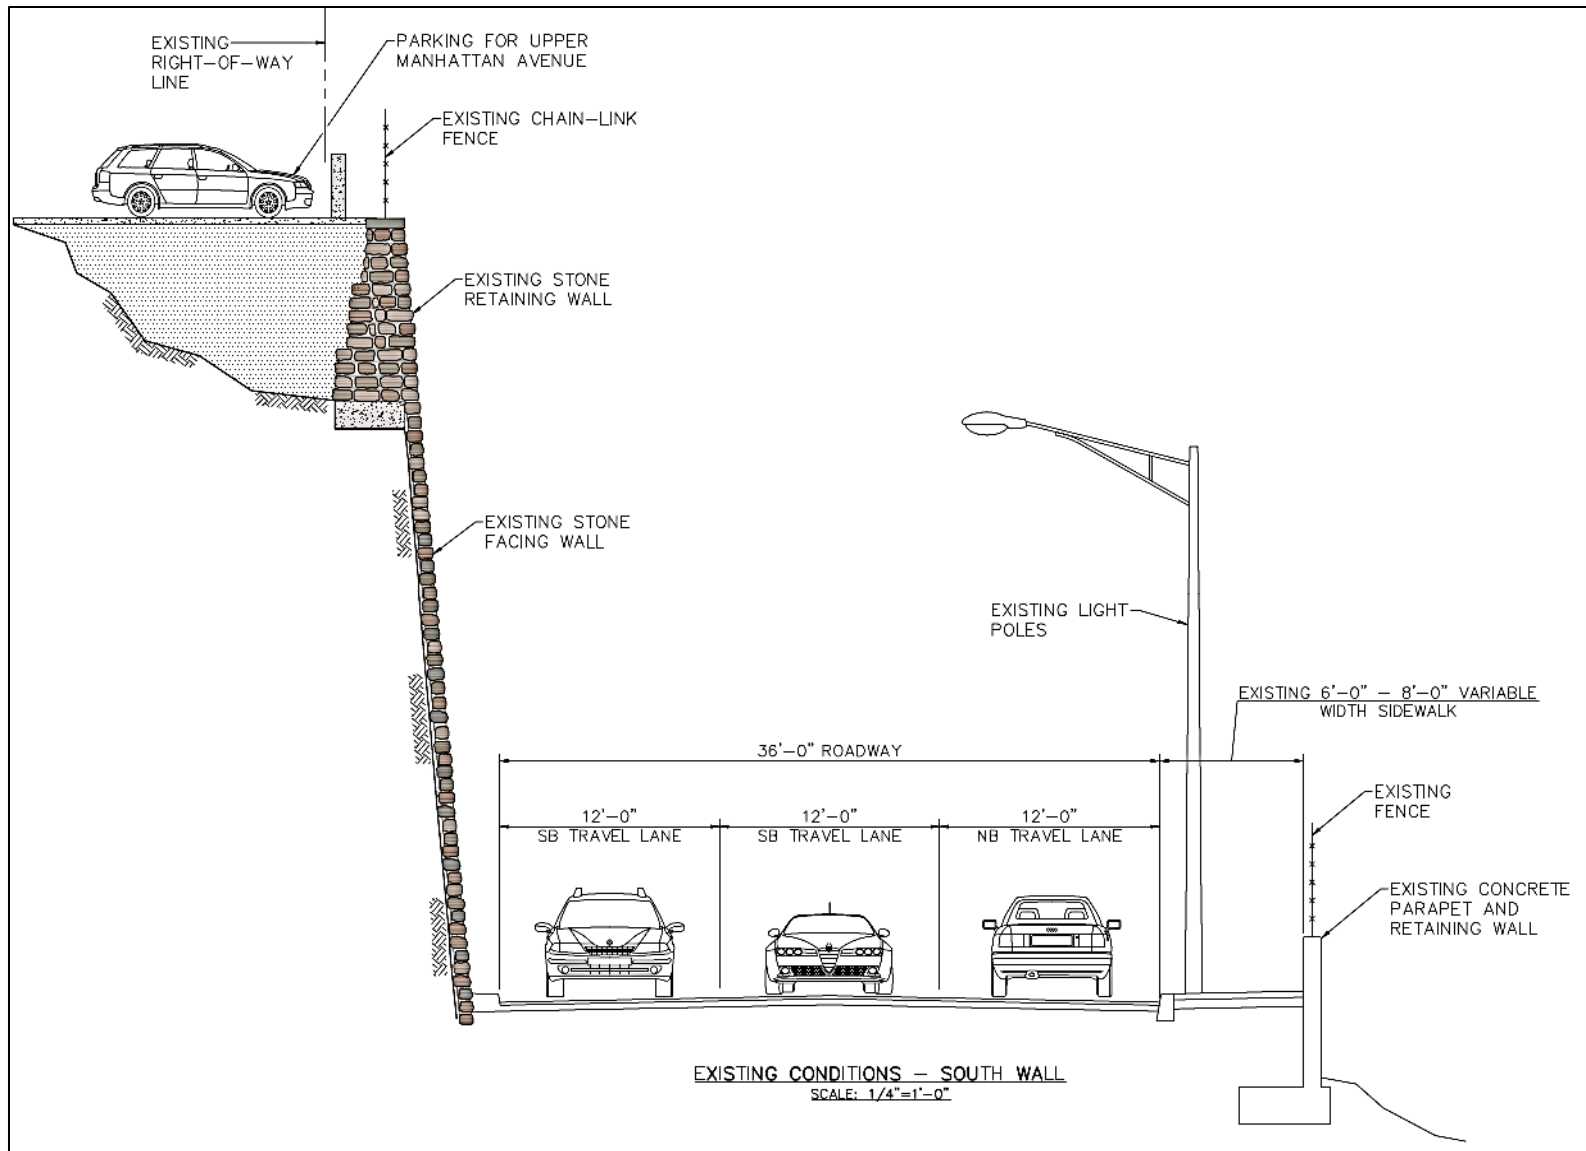 EXISTING
RIGHT-OF-WAY
LINE
PARKING FOR UPPER
MANHATTAN AVENUE
EXISTING CHAIN-LINK
FENCE
EXISTING STONE
RETAINING WALL
EXISTING STONE
FACING WALL
EXISTING LIGHT
POLES
EXISTING 6'-0" - 8'-0" VARIABLE
WIDTH SIDEWALK
36'-0" ROADWAY
12'-0"
SB TRAVEL LANE
12'-0"
SB TRAVEL LANE
12'-0"
NB TRAVEL LANE
EXISTING
FENCE
EXISTING CONCRETE
PARAPET AND
RETAINING WALL
EXISTING CONDITIONS - SOUTH WALL
SCALE: 1/4"=1'-0"